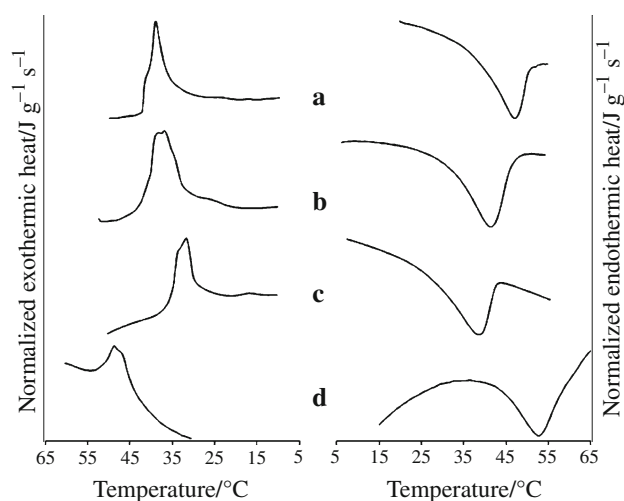 Normalized exothermic heat/J g⁻¹ s⁻¹
a
b
c
d
Normalized endothermic heat/J g⁻¹ s⁻¹
65 55 45 35 25 15 5
5 15 25 35 45 55 65
Temperature/°C
Temperature/°C